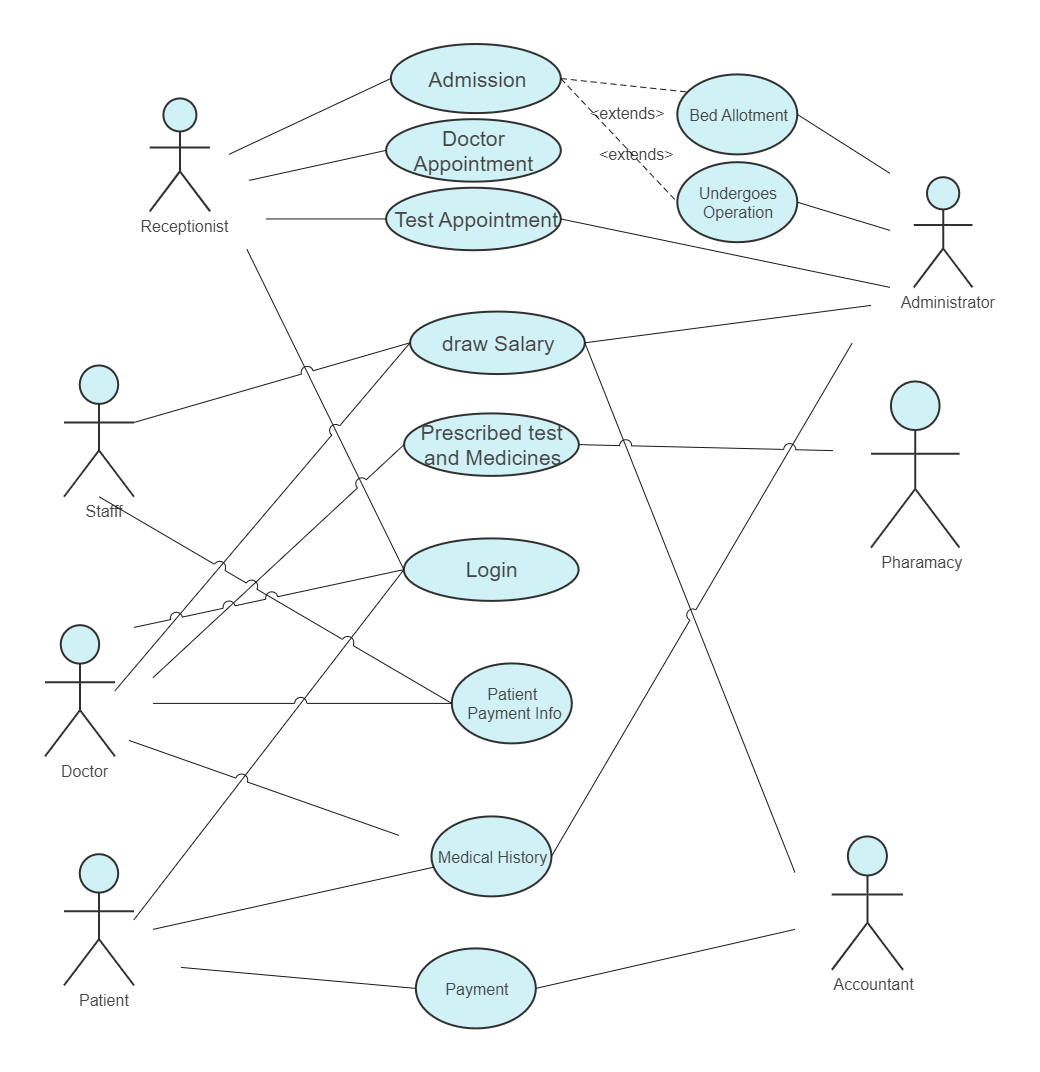 Admission
Doctor
Appointment
Test Appointment
<extends>
<extends>
Bed Allotment
Undergoes
Operation
Receptionist
Administrator
draw Salary
Prescribed test
and Medicines
Stafff
Pharamacy
Login
Patient
Payment Info
Doctor
Medical History
Payment
Patient
Accountant